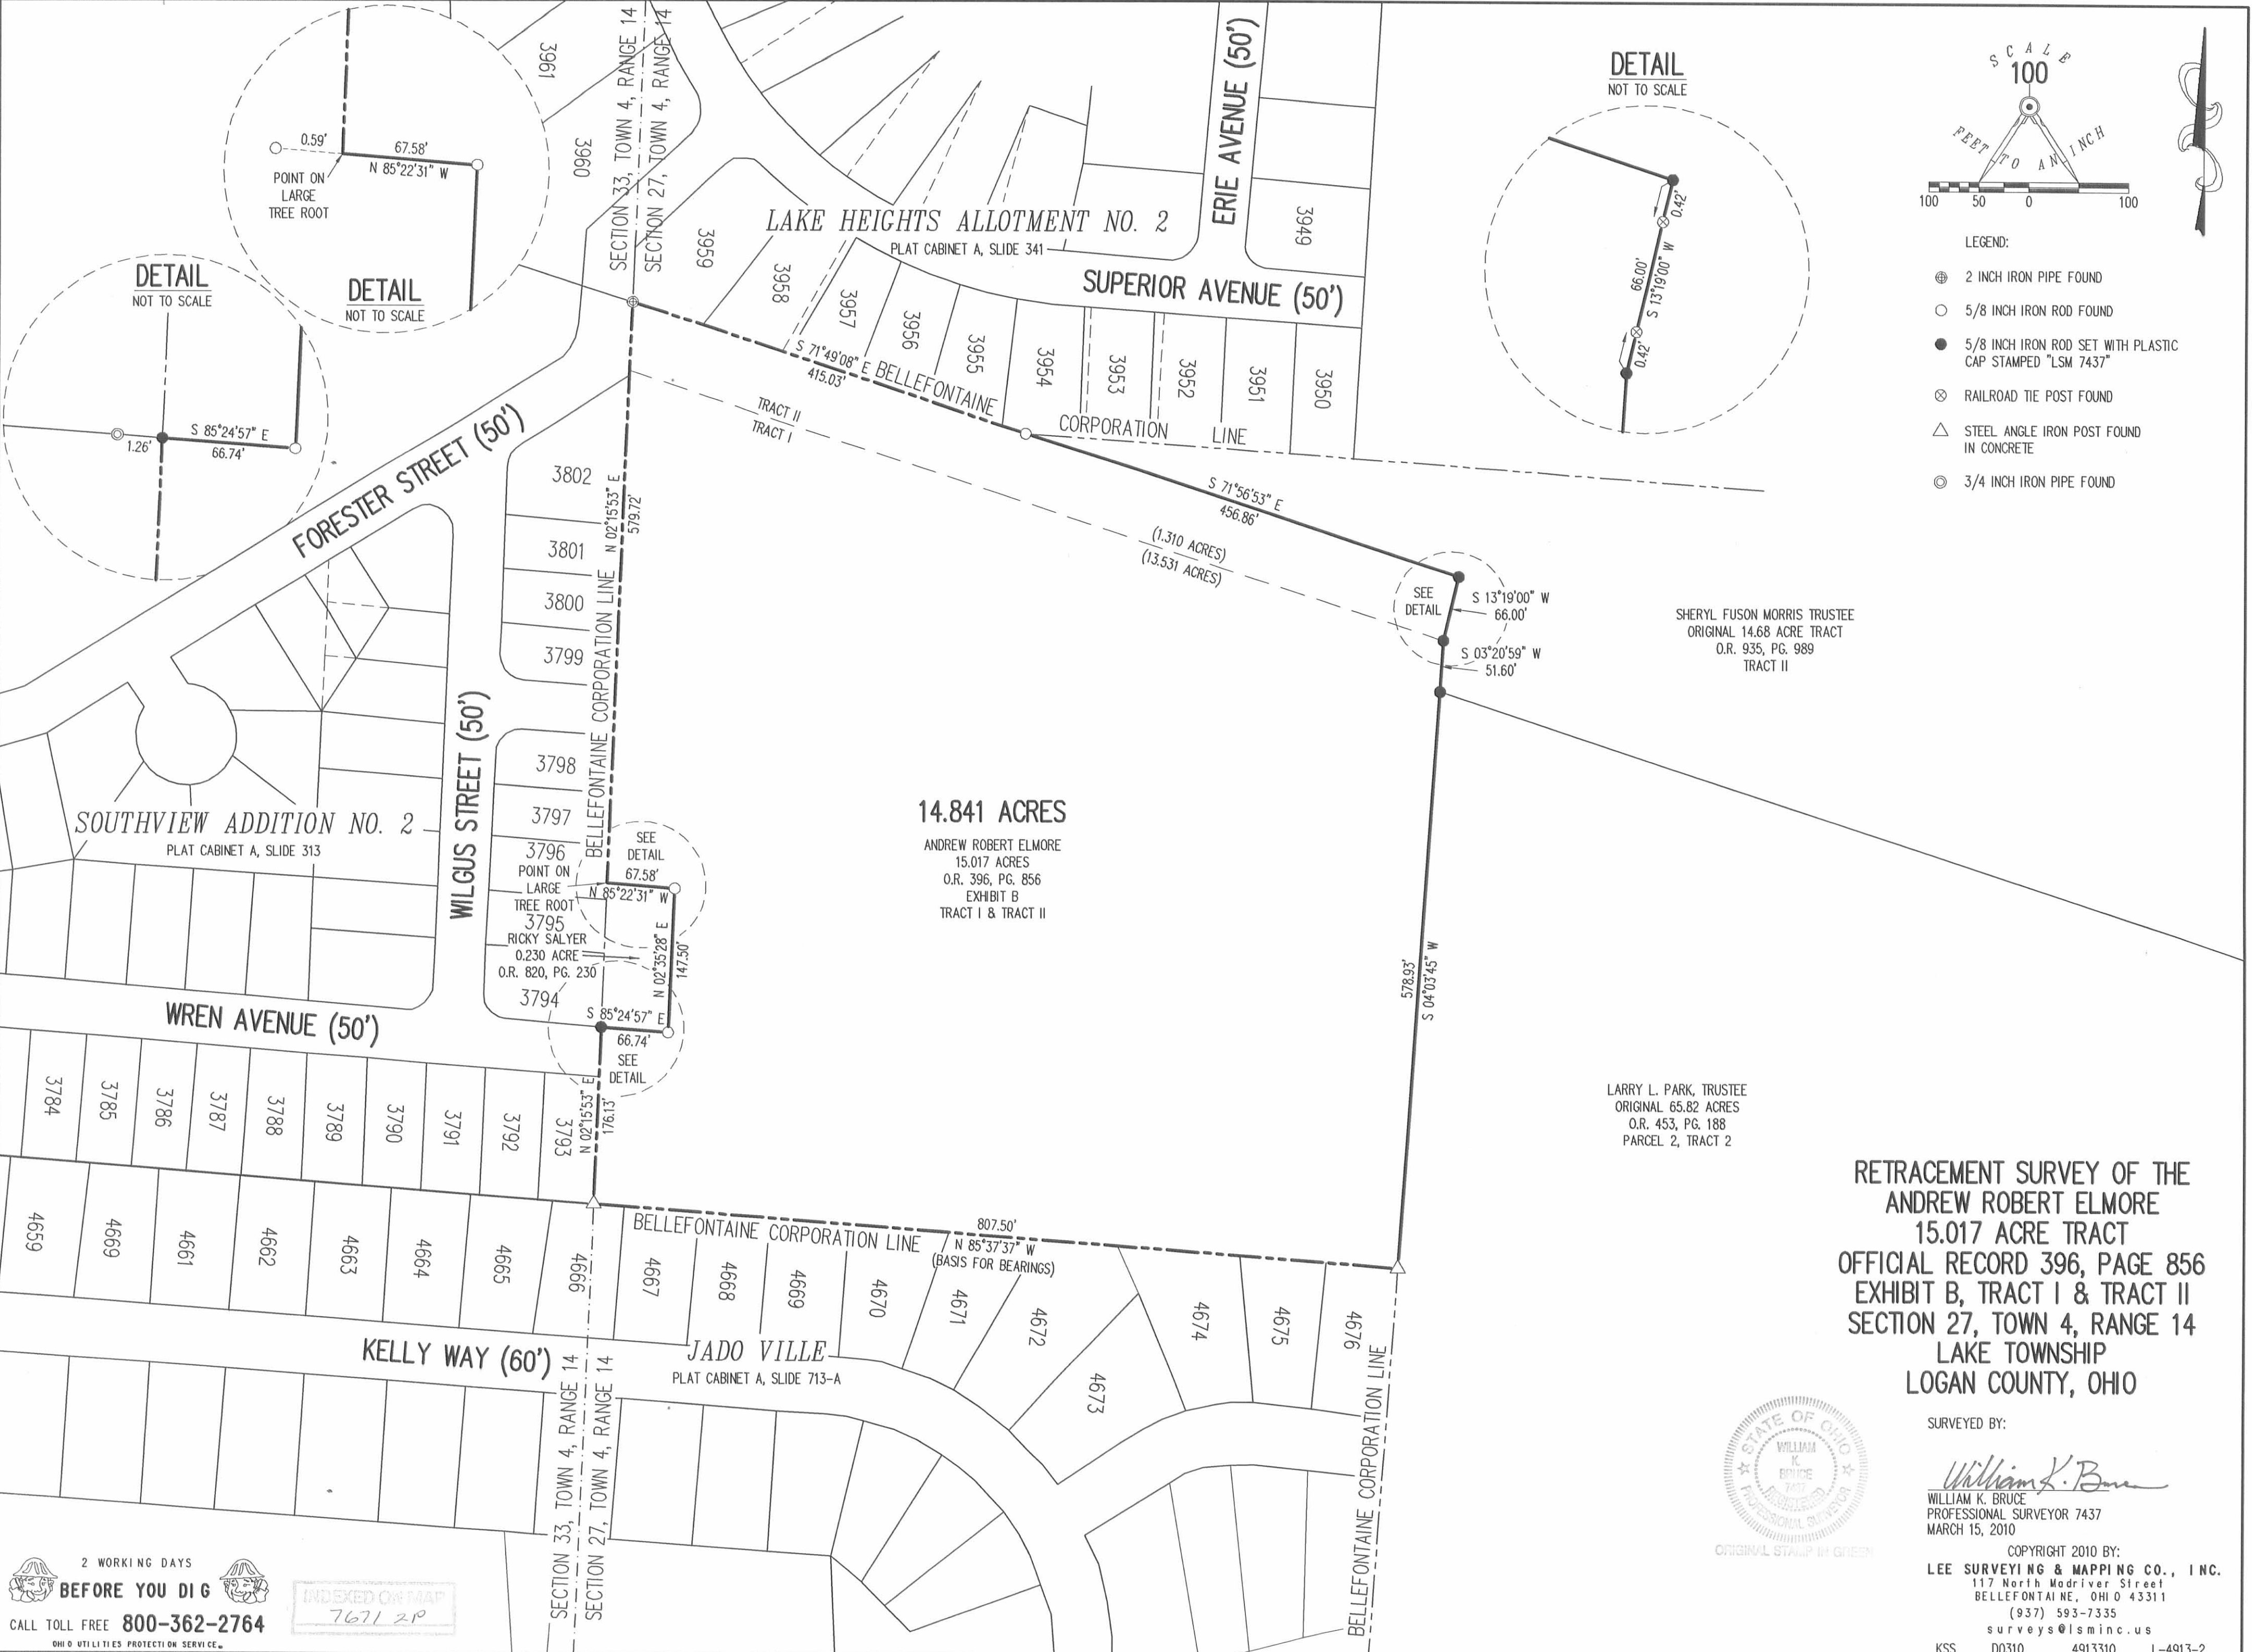 DETAIL
NOT TO SCALE
0.59'
67.58'
N 85°22'31" W
POINT ON
LARGE
TREE ROOT
DETAIL
NOT TO SCALE
S 85°24'57" E
66.74'
1.26'
3961
3960
SECTION 33, TOWN 4, RANGE 14
SECTION 27, TOWN 4, RANGE 14
LAKE HEIGHTS ALLOTMENT NO. 2
PLAT CABINET A, SLIDE 341
ERIE AVENUE (50')
SUPERIOR AVENUE (50')
3949
3959
3958
3957
3956
3955
3954
3953
3952
3951
3950
S 71°49'08" E
415.03'
BELLEFONTAINE
CORPORATION
LINE
TRACT II
TRACT I
S 71°56'53" E
456.86'
(1.310 ACRES)
(13.531 ACRES)
DETAIL
NOT TO SCALE
0.42'
66.00'
S 13°19'00" W
0.42'
SCALE
100
FEET TO AN INCH
100 50 0 100
LEGEND:
2 INCH IRON PIPE FOUND
5/8 INCH IRON ROD FOUND
5/8 INCH IRON ROD SET WITH PLASTIC
CAP STAMPED "LSM 7437"
RAILROAD TIE POST FOUND
STEEL ANGLE IRON POST FOUND
IN CONCRETE
3/4 INCH IRON PIPE FOUND
SEE
DETAIL
S 13°19'00" W
66.00'
S 03°20'59" W
51.60'
SHERYL FUSON MORRIS TRUSTEE
ORIGINAL 14.68 ACRE TRACT
O.R. 935, PG. 989
TRACT II
FORESTER STREET (50')
3802
3801
3800
3799
3798
3797
3796
3795
3794
N 02°15'53" E
579.72'
BELLEFONTAINE CORPORATION LINE
WILGUS STREET (50')
SOUTHVIEW ADDITION NO. 2
PLAT CABINET A, SLIDE 313
SEE
DETAIL
67.58'
N 85°22'31" W
POINT ON
LARGE
TREE ROOT
RICKY SALYER
0.230 ACRE
O.R. 820, PG. 230
N 02°35'28" E
147.50'
S 85°24'57" E
66.74'
SEE
DETAIL
14.841 ACRES
ANDREW ROBERT ELMORE
15.017 ACRES
O.R. 396, PG. 856
EXHIBIT B
TRACT I & TRACT II
578.93'
S 04°03'45" W
WREN AVENUE (50')
3784
3785
3786
3787
3788
3789
3790
3791
3792
3793
N 02°15'53" E
176.13'
LARRY L. PARK, TRUSTEE
ORIGINAL 65.82 ACRES
O.R. 453, PG. 188
PARCEL 2, TRACT 2
4659
4669
4661
4662
4663
4664
4665
4666
4667
4668
4669
4670
4671
4672
4673
4674
4675
4676
BELLEFONTAINE CORPORATION LINE
807.50'
N 85°37'37" W
(BASIS FOR BEARINGS)
KELLY WAY (60')
JADO VILLE
PLAT CABINET A, SLIDE 713-A
SECTION 33, TOWN 4, RANGE 14
SECTION 27, TOWN 4, RANGE 14
BELLEFONTAINE CORPORATION LINE
RETRACEMENT SURVEY OF THE
ANDREW ROBERT ELMORE
15.017 ACRE TRACT
OFFICIAL RECORD 396, PAGE 856
EXHIBIT B, TRACT I & TRACT II
SECTION 27, TOWN 4, RANGE 14
LAKE TOWNSHIP
LOGAN COUNTY, OHIO
SURVEYED BY:
William K. Bruce
WILLIAM K. BRUCE
PROFESSIONAL SURVEYOR 7437
MARCH 15, 2010
COPYRIGHT 2010 BY:
LEE SURVEYING & MAPPING CO., INC.
117 North Madriver Street
BELLEFONTAINE, OHIO 43311
(937) 593-7335
surveys@lsminc.us
KSS D0310 4913310 L-4913-2
STATE OF OHIO
WILLIAM
K.
BRUCE
7437
REGISTERED
PROFESSIONAL SURVEYOR
ORIGINAL STAMP IN GREEN
2 WORKING DAYS
BEFORE YOU DIG
CALL TOLL FREE 800-362-2764
OHIO UTILITIES PROTECTION SERVICE
INDEXED ON MAP
7671 2P